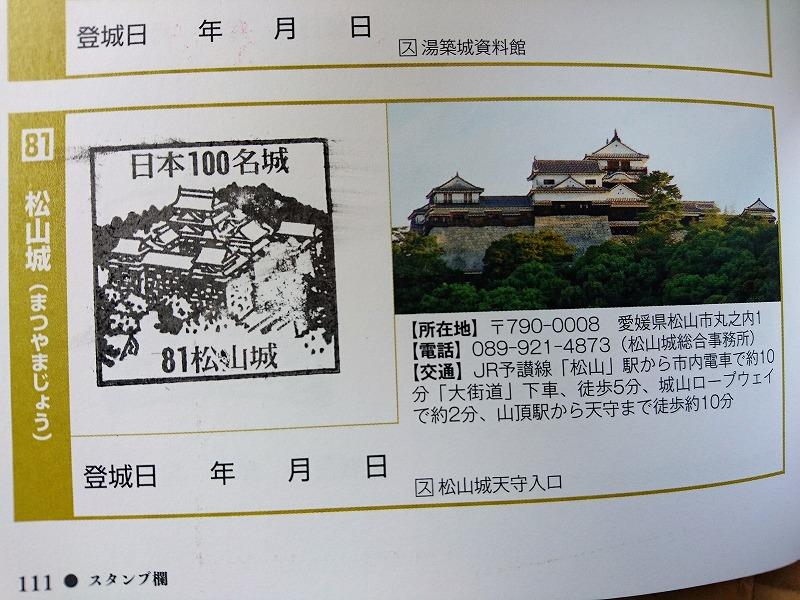 登城日　年　月　日
ス 湯築城資料館
81 松山城（まつやまじょう）
日本100名城
81松山城
【所在地】〒790-0008　愛媛県松山市丸之内1
【電話】089-921-4873（松山城総合事務所）
【交通】JR予讃線「松山」駅から市内電車で約10
分「大街道」下車、徒歩5分、城山ロープウェイ
で約2分、山頂駅から天守まで徒歩約10分
登城日　年　月　日
ス 松山城天守入口
111 ● スタンプ欄